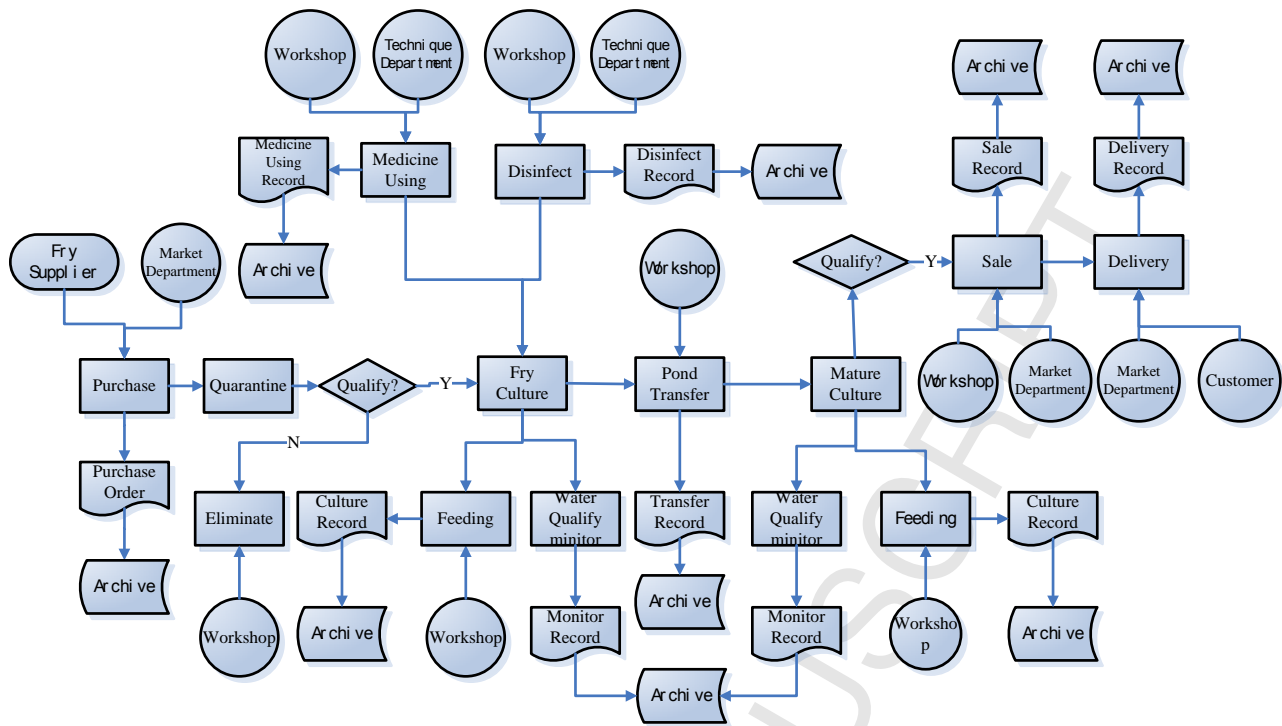 Workshop
Technique
Department
Workshop
Technique
Department
Archive
Archive
Medicine
Using
Record
Medicine
Using
Disinfect
Disinfect
Record
Archive
Sale
Record
Delivery
Record
Fry
Supplier
Market
Department
Archive
Workshop
Qualify?
Y
Sale
Delivery
Purchase
Quarantine
Qualify?
Y
Fry
Culture
Pond
Transfer
Mature
Culture
Workshop
Market
Department
Market
Department
Customer
N
Purchase
Order
Eliminate
Culture
Record
Feeding
Water
Qualify
minitor
Transfer
Record
Water
Qualify
minitor
Feeding
Culture
Record
Archive
Workshop
Archive
Workshop
Monitor
Record
Archive
Monitor
Record
Worksho
p
Archive
Archive
USCRIPT